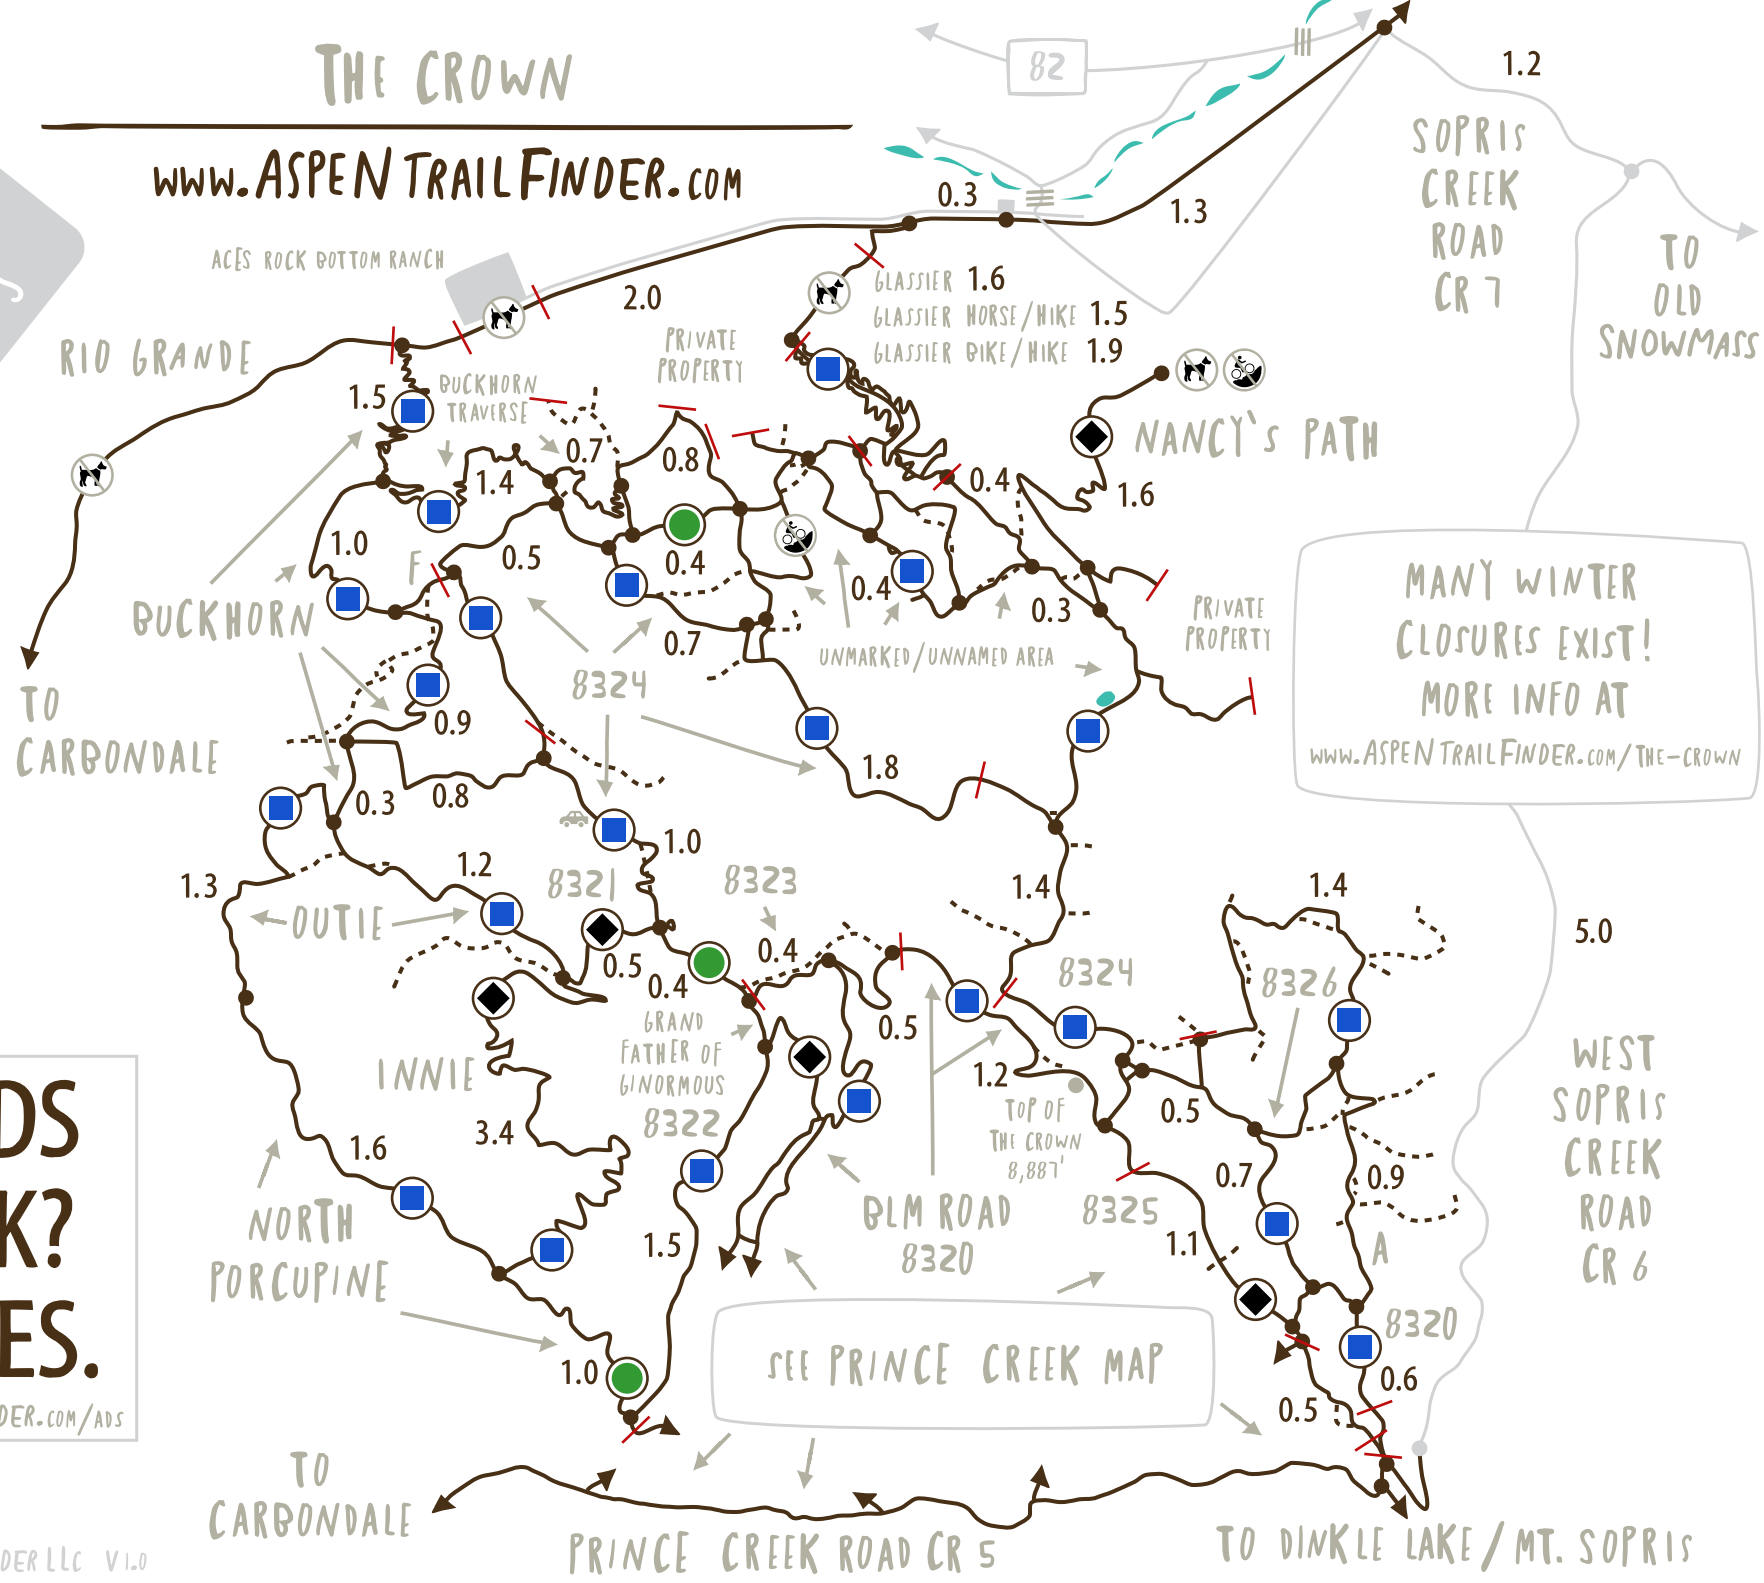 THE CROWN
www.ASPENTRAILFINDER.COM
82
1.2
SOPRIS
CREEK
ROAD
CR 7
TO
OLD
SNOWMASS
0.3
1.3
ACES ROCK BOTTOM RANCH
2.0
GLASSIER 1.6
GLASSIER HORSE/HIKE 1.5
GLASSIER BIKE/HIKE 1.9
PRIVATE
PROPERTY
RIO GRANDE
BUCKHORN
TRAVERSE
1.5
0.7
0.8
1.4
0.4
NANCY'S PATH
1.6
1.0
F
0.5
0.4
0.4
0.3
BUCKHORN
0.7
UNMARKED/UNNAMED AREA
PRIVATE
PROPERTY
8324
MANY WINTER
CLOSURES EXIST!
MORE INFO AT
www.ASPENTRAILFINDER.COM/THE-CROWN
TO
CARBONDALE
0.9
0.3
0.8
1.8
1.0
1.3
1.2
8321
8323
1.4
1.4
OUTIE
0.5
0.4
0.4
5.0
GRAND
FATHER OF
GINORMOUS
8322
0.5
8324
8326
INNIE
3.4
1.2
TOP OF
THE CROWN
8,887'
0.5
WEST
SOPRIS
CREEK
ROAD
CR 6
1.6
NORTH
PORCUPINE
1.5
BLM ROAD
8320
8325
1.1
0.7
0.9
A
8320
DS
K?
ES.
DER.COM/ADS
1.0
SEE PRINCE CREEK MAP
0.6
0.5
TO
CARBONDALE
PRINCE CREEK ROAD CR 5
TO DINKLE LAKE/MT. SOPRIS
DER LLC V 1.0